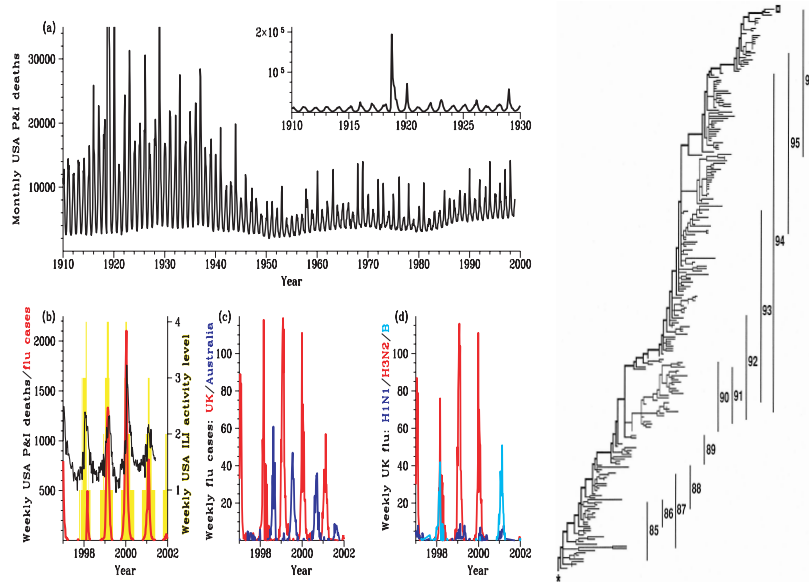 (a)
Monthly USA P&I deaths
35000
30000
20000
10000
1910 1920 1930 1940 1950 1960 1970 1980 1990 2000
Year
2×10⁵
10⁵
1910 1915 1920 1925 1930
(b)
Weekly USA P&I deaths/flu cases
2000
1750
1500
1250
1000
750
500
4
3
2
1
Weekly USA ILI activity level
1998 2000 2002
Year
(c)
Weekly flu cases: UK/Australia
100
80
60
40
20
1998 2000 2002
Year
(d)
Weekly UK flu: H1N1/H3N2/B
100
80
60
40
20
1998 2000 2002
Year
95
94
93
92
91
90
89
88
87
86
85
*